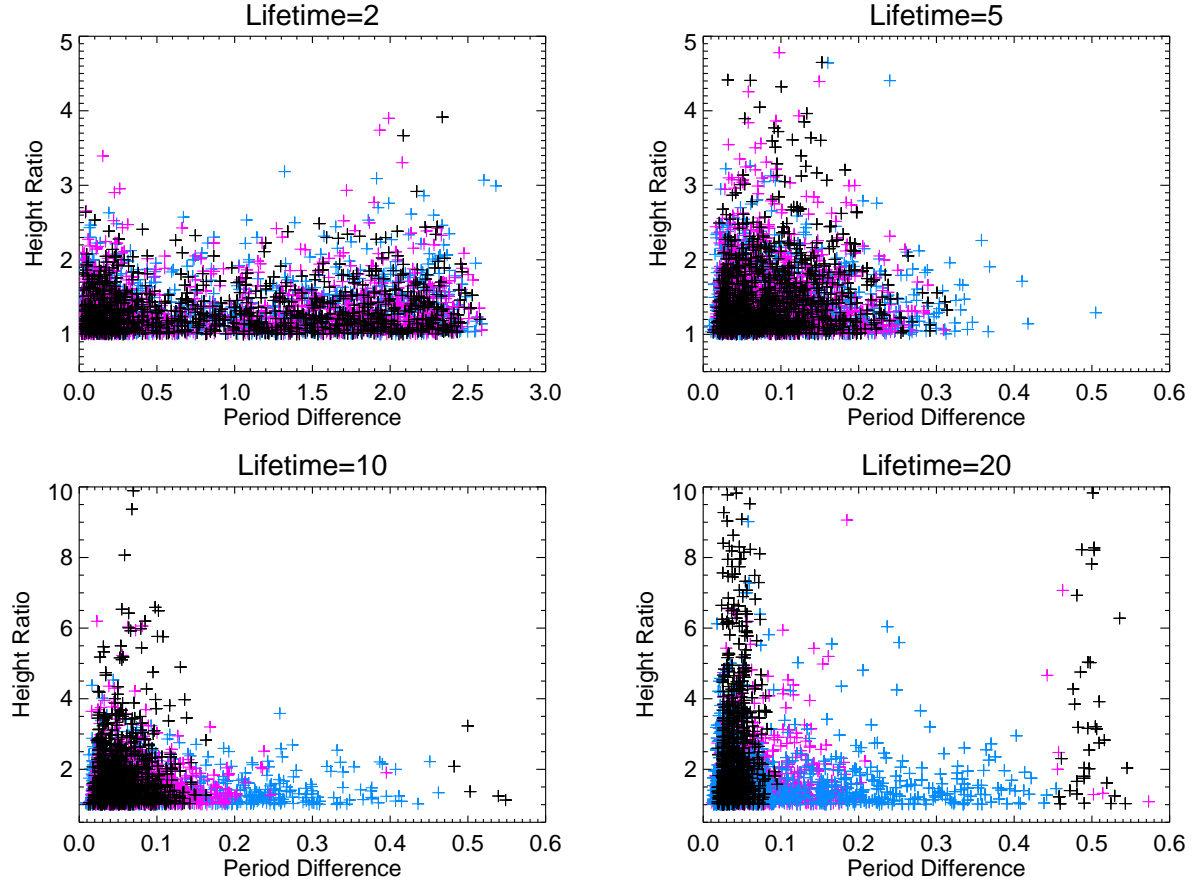 Lifetime=2
5
4
3
2
1
Height Ratio
0.0 0.5 1.0 1.5 2.0 2.5 3.0
Period Difference
Lifetime=5
5
4
3
2
1
Height Ratio
0.0 0.1 0.2 0.3 0.4 0.5 0.6
Period Difference
Lifetime=10
10
8
6
4
2
Height Ratio
0.0 0.1 0.2 0.3 0.4 0.5 0.6
Period Difference
Lifetime=20
10
8
6
4
2
Height Ratio
0.0 0.1 0.2 0.3 0.4 0.5 0.6
Period Difference